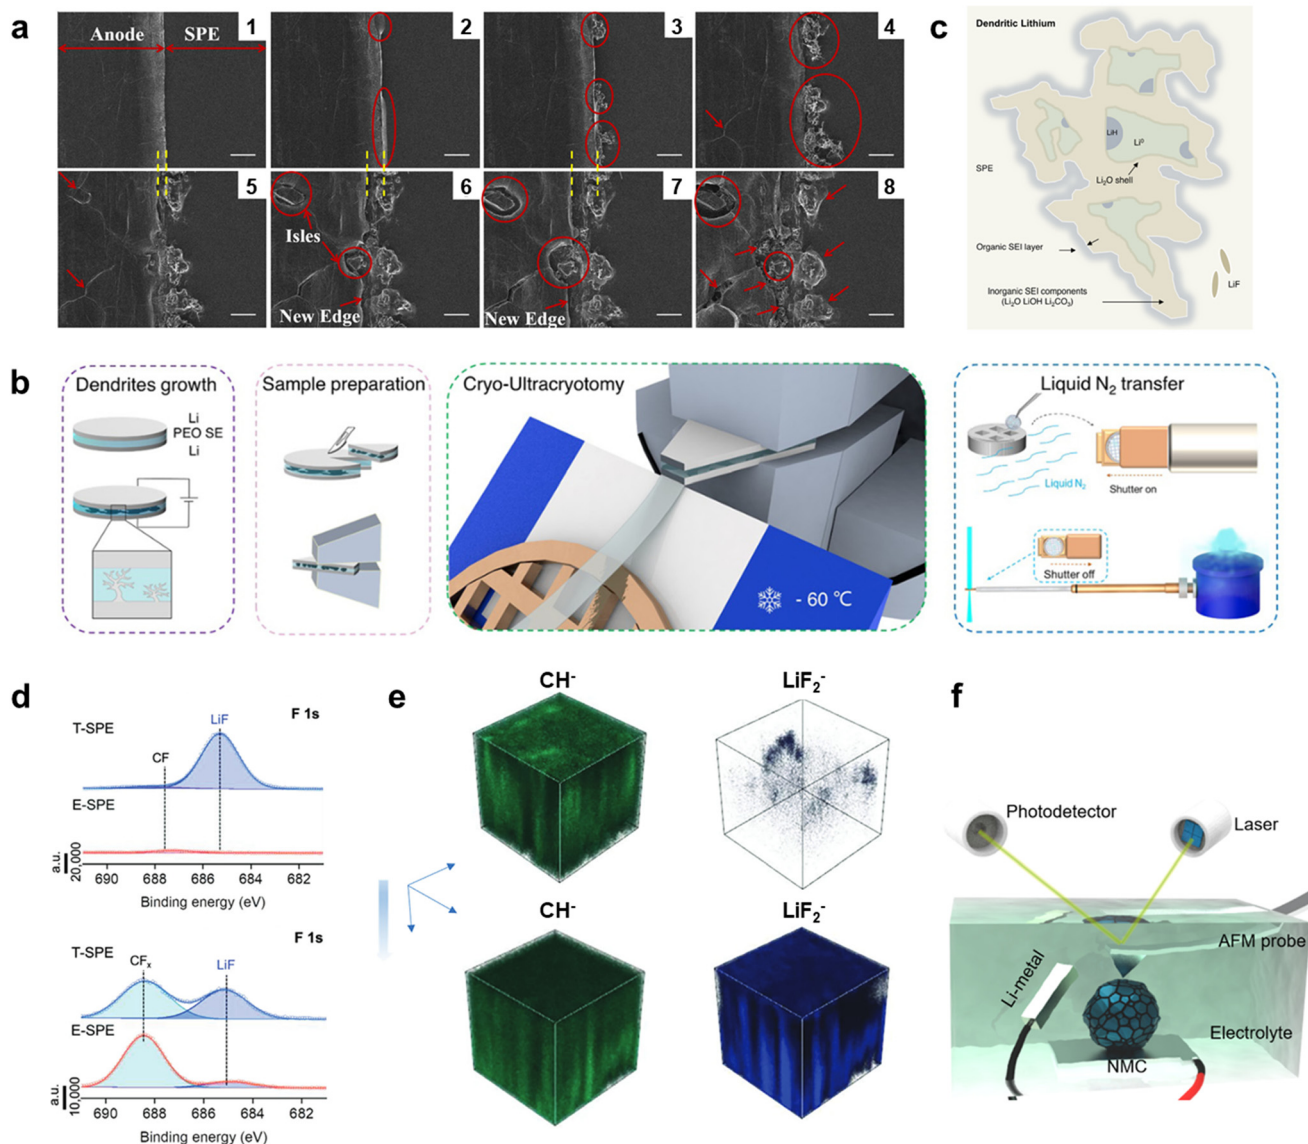 a
Anode
SPE
1
2
3
4
5
6
Isles
New Edge
7
New Edge
8
c
Dendritic Lithium
LiH
Li⁰
SPE
Li₂O shell
Organic SEI layer
Inorganic SEI components
(Li₂O LiOH Li₂CO₃)
LiF
b
Dendrites growth
Li
PEO SE
Li
Sample preparation
Cryo-Ultracryotomy
- 60 ℃
Liquid N₂ transfer
Liquid N₂
Shutter on
Shutter off
d
F 1s
T-SPE
LiF
CF
E-SPE
a.u.
20,000
690
688
686
684
682
Binding energy (eV)
F 1s
T-SPE
CFₓ
LiF
E-SPE
a.u.
10,000
690
688
686
684
682
Binding energy (eV)
e
CH⁻
LiF₂⁻
CH⁻
LiF₂⁻
f
Photodetector
Laser
AFM probe
Li-metal
Electrolyte
NMC